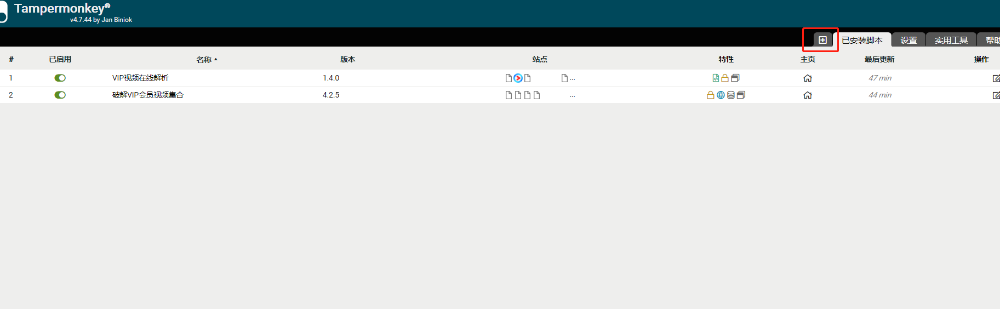 Tampermonkey®
v4.7.44 by Jan Biniok
已安装脚本 设置 实用工具 帮助
# 已启用 名称 版本 站点 特性 主页 最后更新 操作
1 VIP视频在线解析 1.4.0 ... 47 min
2 破解VIP会员视频集合 4.2.5 ... 44 min